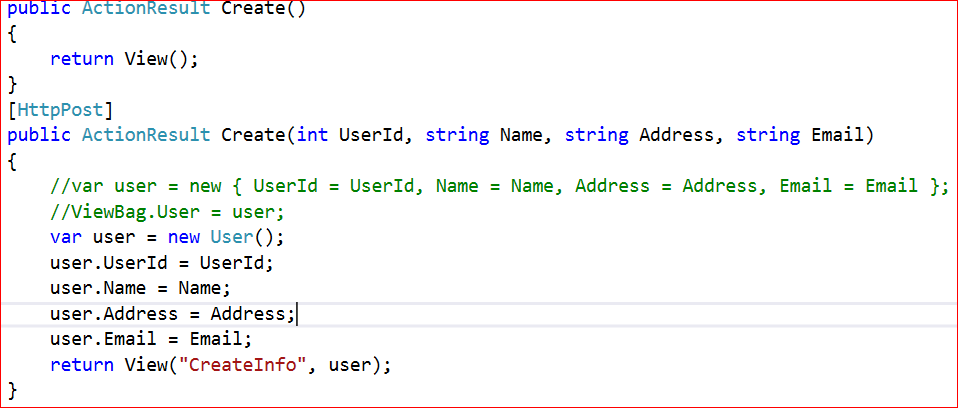 public ActionResult Create()
{
    return View();
}
[HttpPost]
public ActionResult Create(int UserId, string Name, string Address, string Email)
{
    //var user = new { UserId = UserId, Name = Name, Address = Address, Email = Email };
    //ViewBag.User = user;
    var user = new User();
    user.UserId = UserId;
    user.Name = Name;
    user.Address = Address;
    user.Email = Email;
    return View("CreateInfo", user);
}